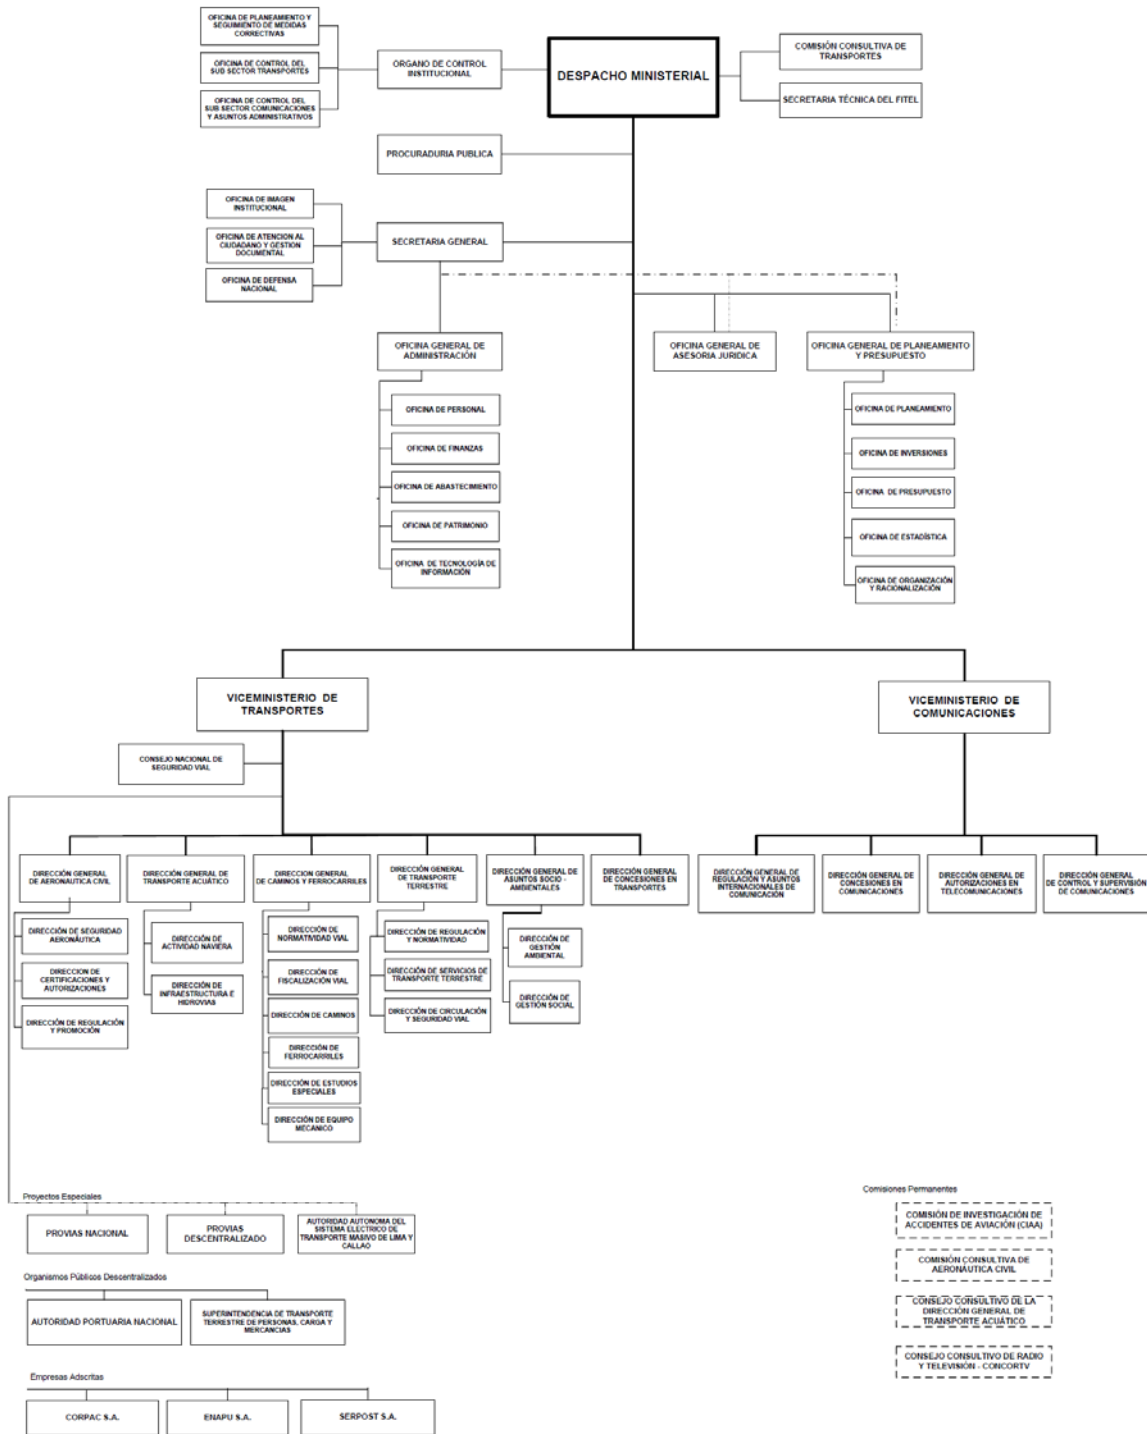 OFICINA DE PLANEAMIENTO Y
SEGUIMIENTO DE MEDIDAS
CORRECTIVAS
OFICINA DE CONTROL DEL
SUB SECTOR TRANSPORTES
OFICINA DE CONTROL DEL
SUB SECTOR COMUNICACIONES
Y ASUNTOS ADMINISTRATIVOS
ORGANO DE CONTROL
INSTITUCIONAL
DESPACHO MINISTERIAL
COMISIÓN CONSULTIVA DE
TRANSPORTES
SECRETARIA TÉCNICA DEL FITEL
PROCURADURIA PUBLICA
OFICINA DE IMAGEN
INSTITUCIONAL
OFICINA DE ATENCION AL
CIUDADANO Y GESTION
DOCUMENTAL
OFICINA DE DEFENSA
NACIONAL
SECRETARIA GENERAL
OFICINA GENERAL DE
ADMINISTRACIÓN
OFICINA GENERAL DE
ASESORIA JURIDICA
OFICINA GENERAL DE PLANEAMIENTO
Y PRESUPUESTO
OFICINA DE PERSONAL
OFICINA DE FINANZAS
OFICINA DE ABASTECIMIENTO
OFICINA DE PATRIMONIO
OFICINA DE TECNOLOGÍA DE
INFORMACIÓN
OFICINA DE PLANEAMIENTO
OFICINA DE INVERSIONES
OFICINA DE PRESUPUESTO
OFICINA DE ESTADÍSTICA
OFICINA DE ORGANIZACIÓN
Y RACIONALIZACIÓN
VICEMINISTERIO DE
TRANSPORTES
VICEMINISTERIO DE
COMUNICACIONES
CONSEJO NACIONAL DE
SEGURIDAD VIAL
DIRECCIÓN GENERAL
DE AERONAUTICA CIVIL
DIRECCIÓN GENERAL DE
TRANSPORTE ACUÁTICO
DIRECCION GENERAL
DE CAMINOS Y FERROCARRILES
DIRECCIÓN GENERAL
DE TRANSPORTE
TERRESTRE
DIRECCIÓN GENERAL DE
ASUNTOS SOCIO -
AMBIENTALES
DIRECCIÓN GENERAL
DE CONCESIONES EN
TRANSPORTES
DIRECCIÓN GENERAL DE
REGULACIÓN Y ASUNTOS
INTERNACIONALES DE
COMUNICACIÓN
DIRECCIÓN GENERAL DE
CONCESIONES EN
COMUNICACIONES
DIRECCIÓN GENERAL DE
AUTORIZACIONES EN
TELECOMUNICACIONES
DIRECCIÓN GENERAL
DE CONTROL Y SUPERVISIÓN
DE COMUNICACIONES
DIRECCIÓN DE SEGURIDAD
AERONÁUTICA
DIRECCION DE
CERTIFICACIONES Y
AUTORIZACIONES
DIRECCIÓN DE REGULACIÓN
Y PROMOCIÓN
DIRECCIÓN DE
ACTIVIDAD NAVIERA
DIRECCIÓN DE
INFRAESTRUCTURA E
HIDROVIAS
DIRECCIÓN DE
NORMATIVIDAD VIAL
DIRECCIÓN DE
FISCALIZACIÓN VIAL
DIRECCIÓN DE CAMINOS
DIRECCIÓN DE
FERROCARRILES
DIRECCIÓN DE ESTUDIOS
ESPECIALES
DIRECCIÓN DE EQUIPO
MECÁNICO
DIRECCIÓN DE REGULACIÓN
Y NORMATIVIDAD
DIRECCIÓN DE SERVICIOS DE
TRANSPORTE TERRESTRE
DIRECCIÓN DE CIRCULACIÓN
Y SEGURIDAD VIAL
DIRECCIÓN DE
GESTIÓN
AMBIENTAL
DIRECCIÓN DE
GESTIÓN SOCIAL
Proyectos Especiales
PROVIAS NACIONAL
PROVIAS
DESCENTRALIZADO
AUTORIDAD AUTONOMA DEL
SISTEMA ELECTRICO DE
TRANSPORTE MASIVO DE LIMA Y
CALLAO
Organismos Públicos Descentralizados
AUTORIDAD PORTUARIA NACIONAL
SUPERINTENDENCIA DE TRANSPORTE
TERRESTRE DE PERSONAS, CARGA Y
MERCANCIAS
Empresas Adscritas
CORPAC S.A.
ENAPU S.A.
SERPOST S.A.
Comisiones Permanentes
COMISIÓN DE INVESTIGACIÓN DE
ACCIDENTES DE AVIACIÓN (CIAA)
COMISIÓN CONSULTIVA DE
AERONÁUTICA CIVIL
CONSEJO CONSULTIVO DE LA
DIRECCIÓN GENERAL DE
TRANSPORTE ACUÁTICO
CONSEJO CONSULTIVO DE RADIO
Y TELEVISIÓN - CONCORTV